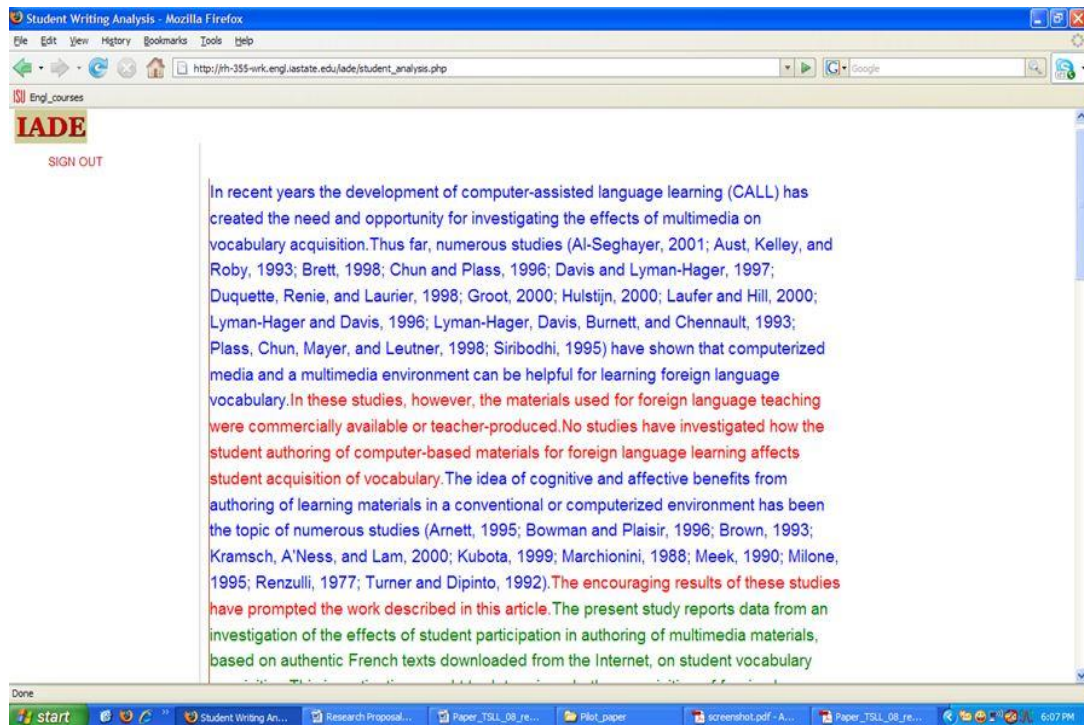 Student Writing Analysis - Mozilla Firefox
File Edit View History Bookmarks Tools Help
http://rh-355-wrk.engl.iastate.edu/iade/student_analysis.php
Google
Engl_courses
IADE
SIGN OUT
In recent years the development of computer-assisted language learning (CALL) has
created the need and opportunity for investigating the effects of multimedia on
vocabulary acquisition.Thus far, numerous studies (Al-Seghayer, 2001; Aust, Kelley, and
Roby, 1993; Brett, 1998; Chun and Plass, 1996; Davis and Lyman-Hager, 1997;
Duquette, Renie, and Laurier, 1998; Groot, 2000; Hulstijn, 2000; Laufer and Hill, 2000;
Lyman-Hager and Davis, 1996; Lyman-Hager, Davis, Burnett, and Chennault, 1993;
Plass, Chun, Mayer, and Leutner, 1998; Siribodhi, 1995) have shown that computerized
media and a multimedia environment can be helpful for learning foreign language
vocabulary.In these studies, however, the materials used for foreign language teaching
were commercially available or teacher-produced.No studies have investigated how the
student authoring of computer-based materials for foreign language learning affects
student acquisition of vocabulary.The idea of cognitive and affective benefits from
authoring of learning materials in a conventional or computerized environment has been
the topic of numerous studies (Arnett, 1995; Bowman and Plaisir, 1996; Brown, 1993;
Kramsch, A'Ness, and Lam, 2000; Kubota, 1999; Marchionini, 1988; Meek, 1990; Milone,
1995; Renzulli, 1977; Turner and Dipinto, 1992).The encouraging results of these studies
have prompted the work described in this article.The present study reports data from an
investigation of the effects of student participation in authoring of multimedia materials,
based on authentic French texts downloaded from the Internet, on student vocabulary
Done
start Student Writing An... Research Proposal... Paper_TSLL_08_re... Pilot_paper screenshot.pdf - A... Paper_TSLL_08_re... 6:07 PM